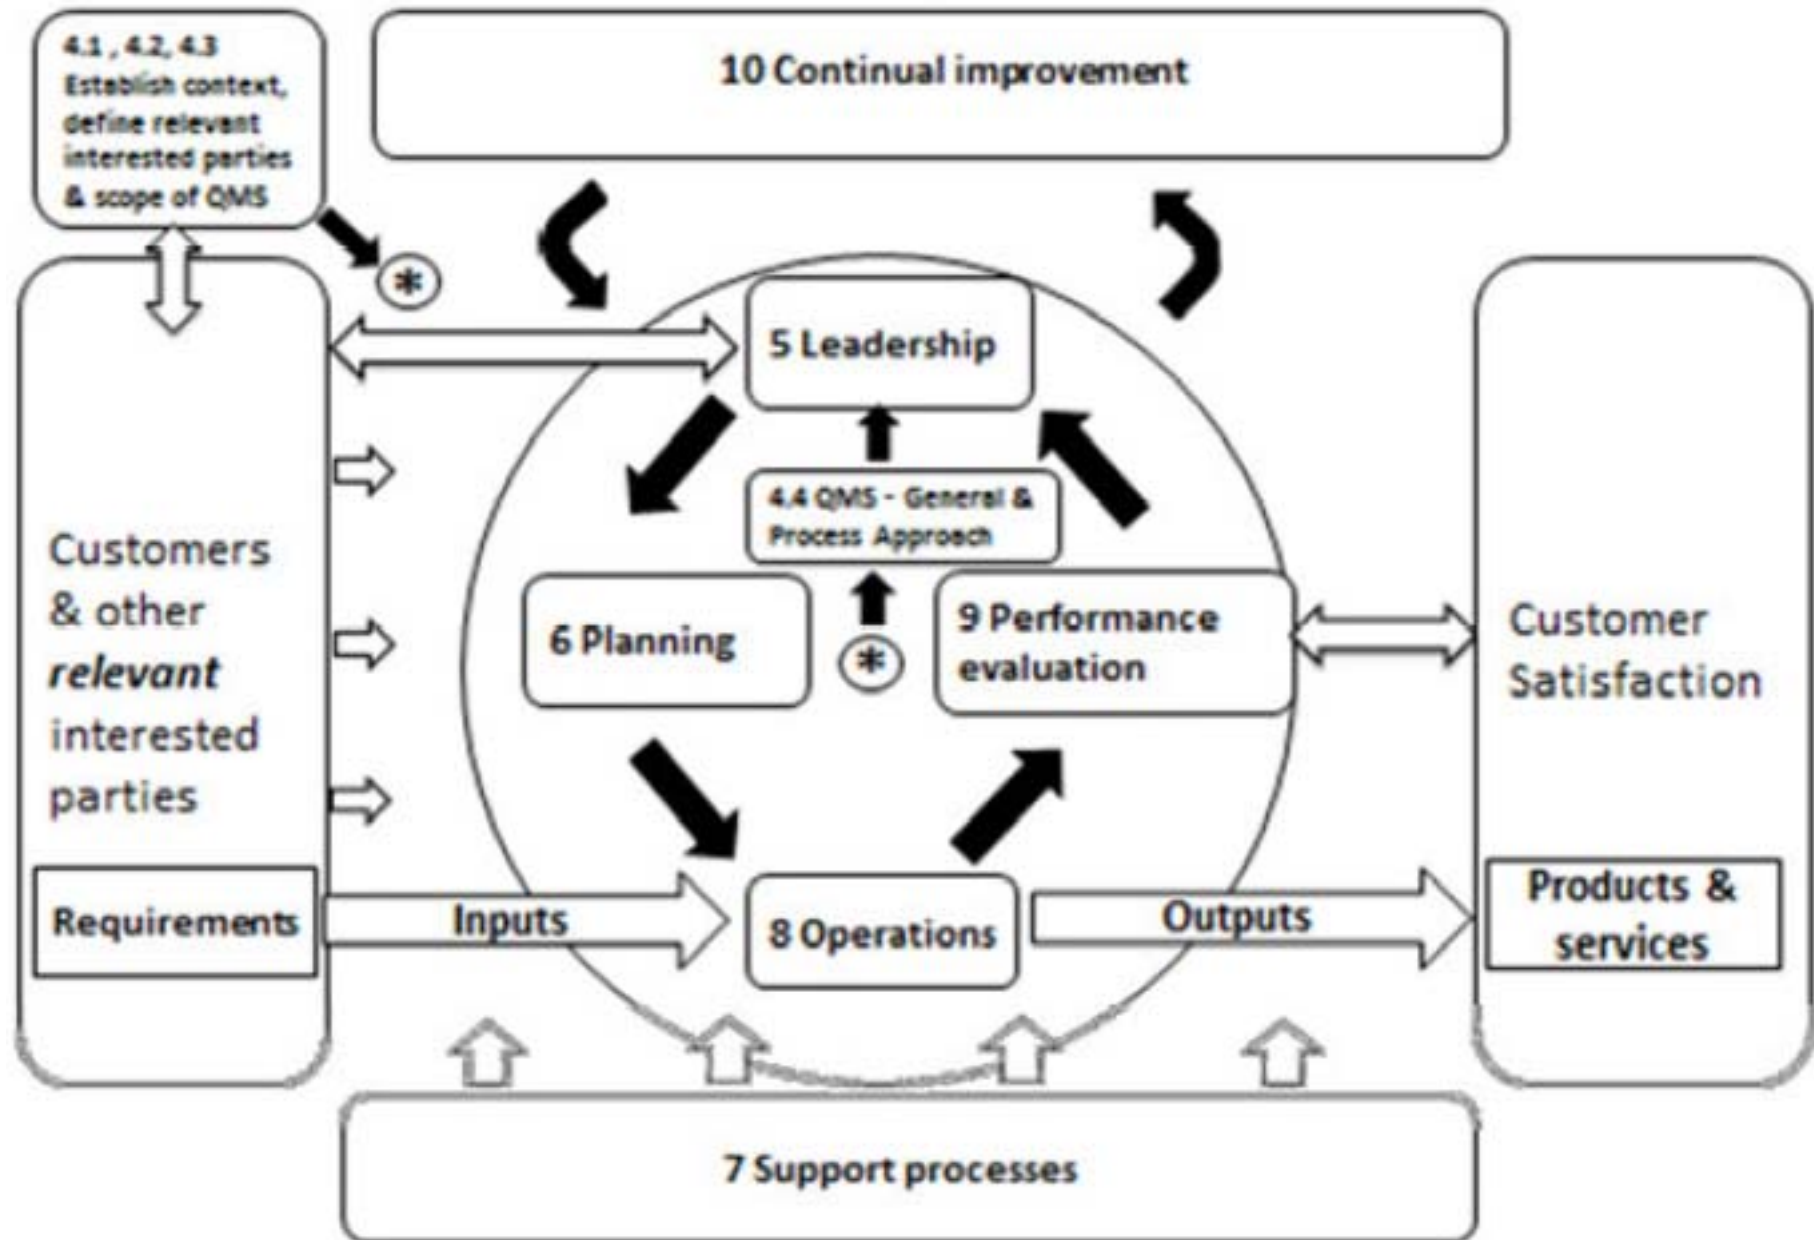 4.1 , 4.2, 4.3
Establish context,
define relevant
interested parties
& scope of QMS
10 Continual improvement
*
5 Leadership
4.4 QMS - General &
Process Approach
Customers
& other
relevant
interested
parties
6 Planning
*
9 Performance
evaluation
Customer
Satisfaction
Requirements
Inputs
8 Operations
Outputs
Products &
services
7 Support processes